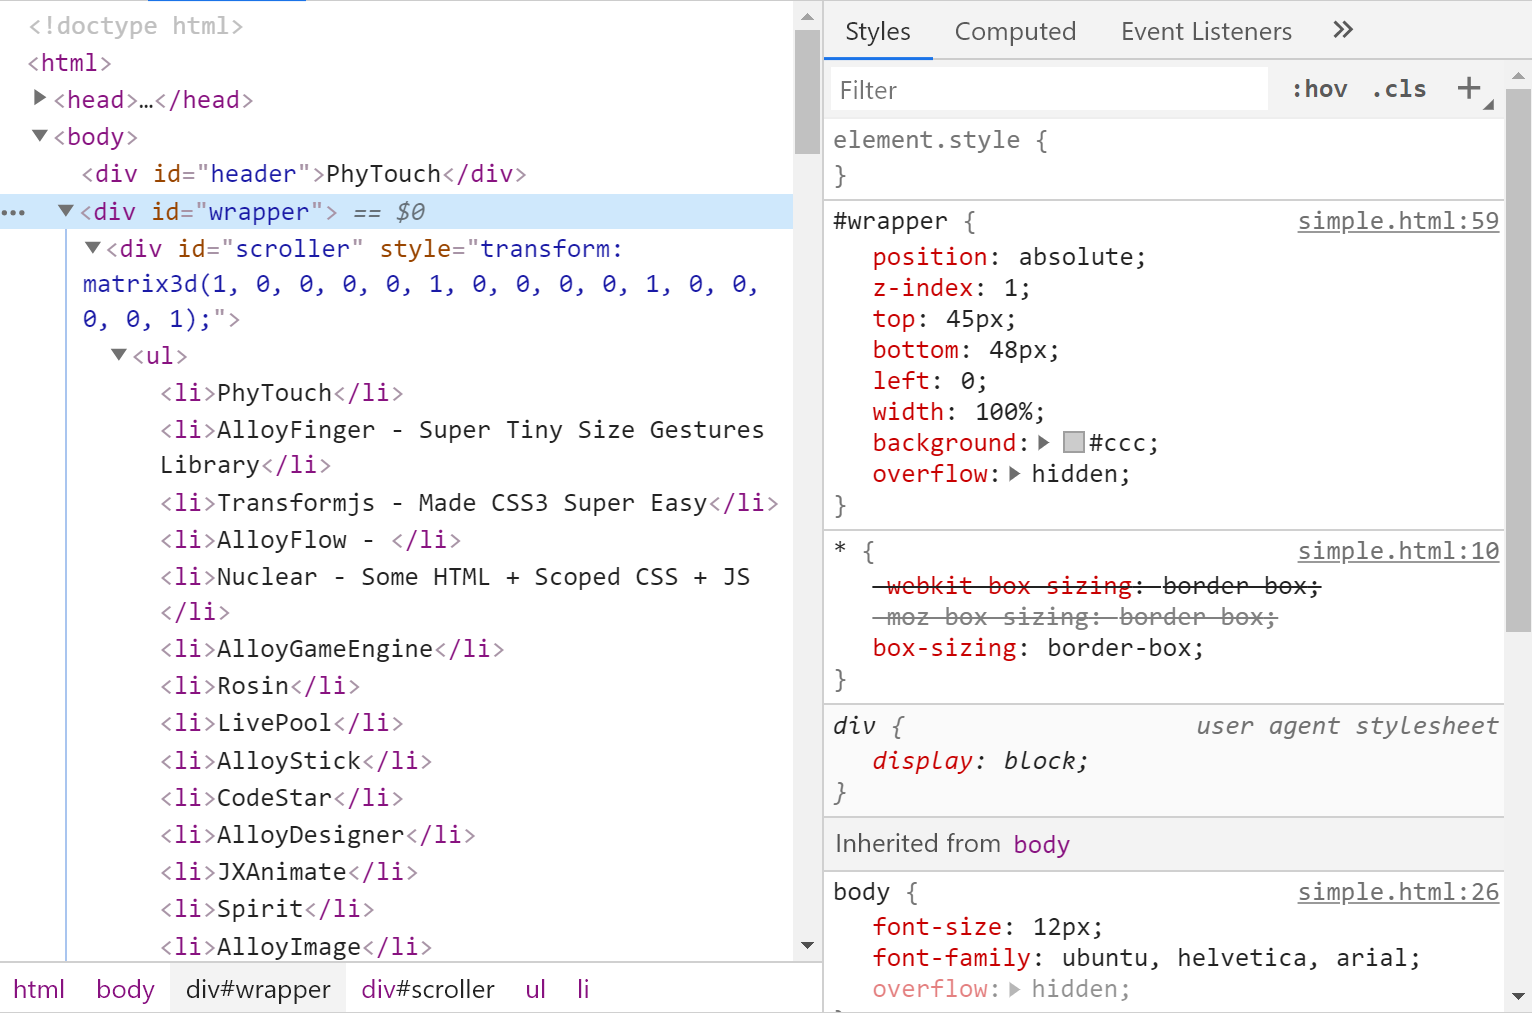 <!doctype html>
<html>
<head>…</head>
<body>
<div id="header">PhyTouch</div>
<div id="wrapper"> == $0
<div id="scroller" style="transform:
matrix3d(1, 0, 0, 0, 0, 1, 0, 0, 0, 0, 1, 0, 0,
0, 0, 1);">
<ul>
<li>PhyTouch</li>
<li>AlloyFinger - Super Tiny Size Gestures
Library</li>
<li>Transformjs - Made CSS3 Super Easy</li>
<li>AlloyFlow - </li>
<li>Nuclear - Some HTML + Scoped CSS + JS
</li>
<li>AlloyGameEngine</li>
<li>Rosin</li>
<li>LivePool</li>
<li>AlloyStick</li>
<li>CodeStar</li>
<li>AlloyDesigner</li>
<li>JXAnimate</li>
<li>Spirit</li>
<li>AlloyImage</li>
html body div#wrapper div#scroller ul li
Styles Computed Event Listeners »
Filter :hov .cls +
element.style {
}
#wrapper { simple.html:59
position: absolute;
z-index: 1;
top: 45px;
bottom: 48px;
left: 0;
width: 100%;
background: #ccc;
overflow: hidden;
}
* { simple.html:10
-webkit-box-sizing: border-box;
-moz-box-sizing: border-box;
box-sizing: border-box;
}
div { user agent stylesheet
display: block;
}
Inherited from body
body { simple.html:26
font-size: 12px;
font-family: ubuntu, helvetica, arial;
overflow: hidden;